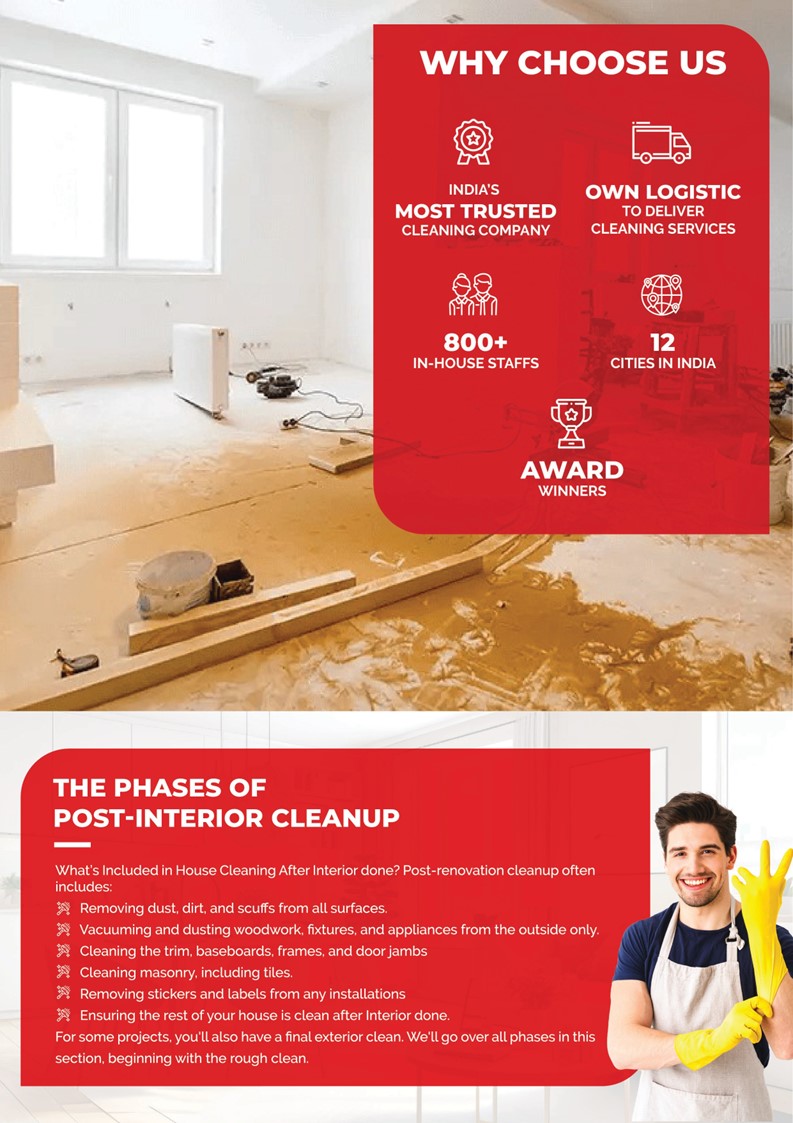 WHY CHOOSE US
INDIA'S
MOST TRUSTED
CLEANING COMPANY
OWN LOGISTIC
TO DELIVER
CLEANING SERVICES
800+
IN-HOUSE STAFFS
12
CITIES IN INDIA
AWARD
WINNERS
THE PHASES OF
POST-INTERIOR CLEANUP
What's Included in House Cleaning After Interior done? Post-renovation cleanup often
includes:
Removing dust, dirt, and scuffs from all surfaces.
Vacuuming and dusting woodwork, fixtures, and appliances from the outside only.
Cleaning the trim, baseboards, frames, and door jambs
Cleaning masonry, including tiles.
Removing stickers and labels from any installations
Ensuring the rest of your house is clean after Interior done.
For some projects, you'll also have a final exterior clean. We'll go over all phases in this
section, beginning with the rough clean.